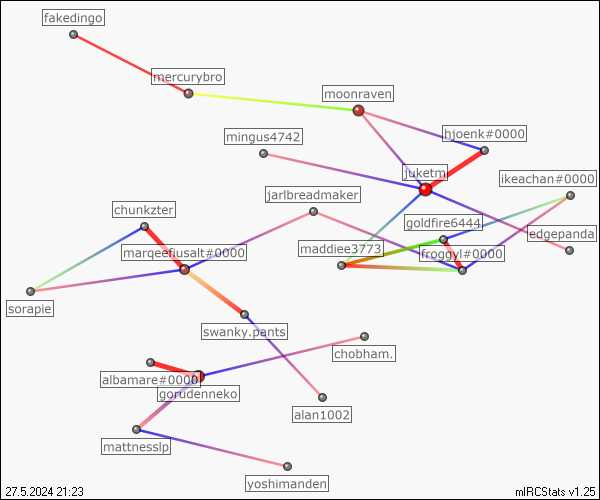 fakedingo
mercurybro
moonraven
hjoenk#0000
mingus4742
juketm
ikeachan#0000
jarlbreadmaker
chunkzter
goldfire6444
edgepanda
maddiee3773
froggyl#0000
marqeefiusalt#0000
sorapie
swanky.pants
chobham.
albamare#0000
gorudenneko
alan1002
mattnesslp
yoshimanden
27.5.2024 21:23
mIRCStats v1.25